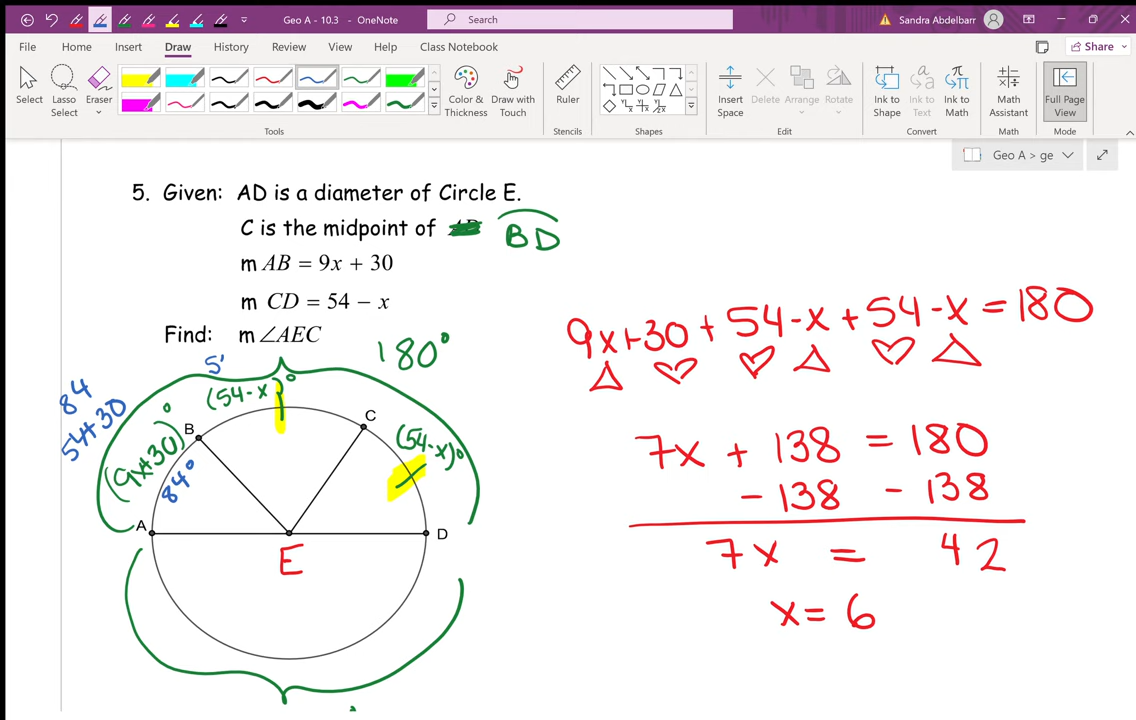 Geo A - 10.3 - OneNote
Search
Sandra Abdelbarr
File Home Insert Draw History Review View Help Class Notebook
Share
Select
Lasso Select
Eraser
Color & Thickness
Draw with Touch
Ruler
Insert Space
Delete
Arrange
Rotate
Ink to Shape
Ink to Text
Ink to Math
Math Assistant
Full Page View
Tools
Stencils
Shapes
Edit
Convert
Math
Mode
Geo A > ge
5. Given: AD is a diameter of Circle E.
C is the midpoint of BD
m AB = 9x + 30
m CD = 54 - x
Find: m ∠AEC
180°
9x+30 + 54-x + 54-x = 180
84
54+30
5'
(54-x)°
(9x+30)°
84°
(54-x)°
B
C
A
D
E
7x + 138 = 180
- 138 - 138
7x = 42
x = 6